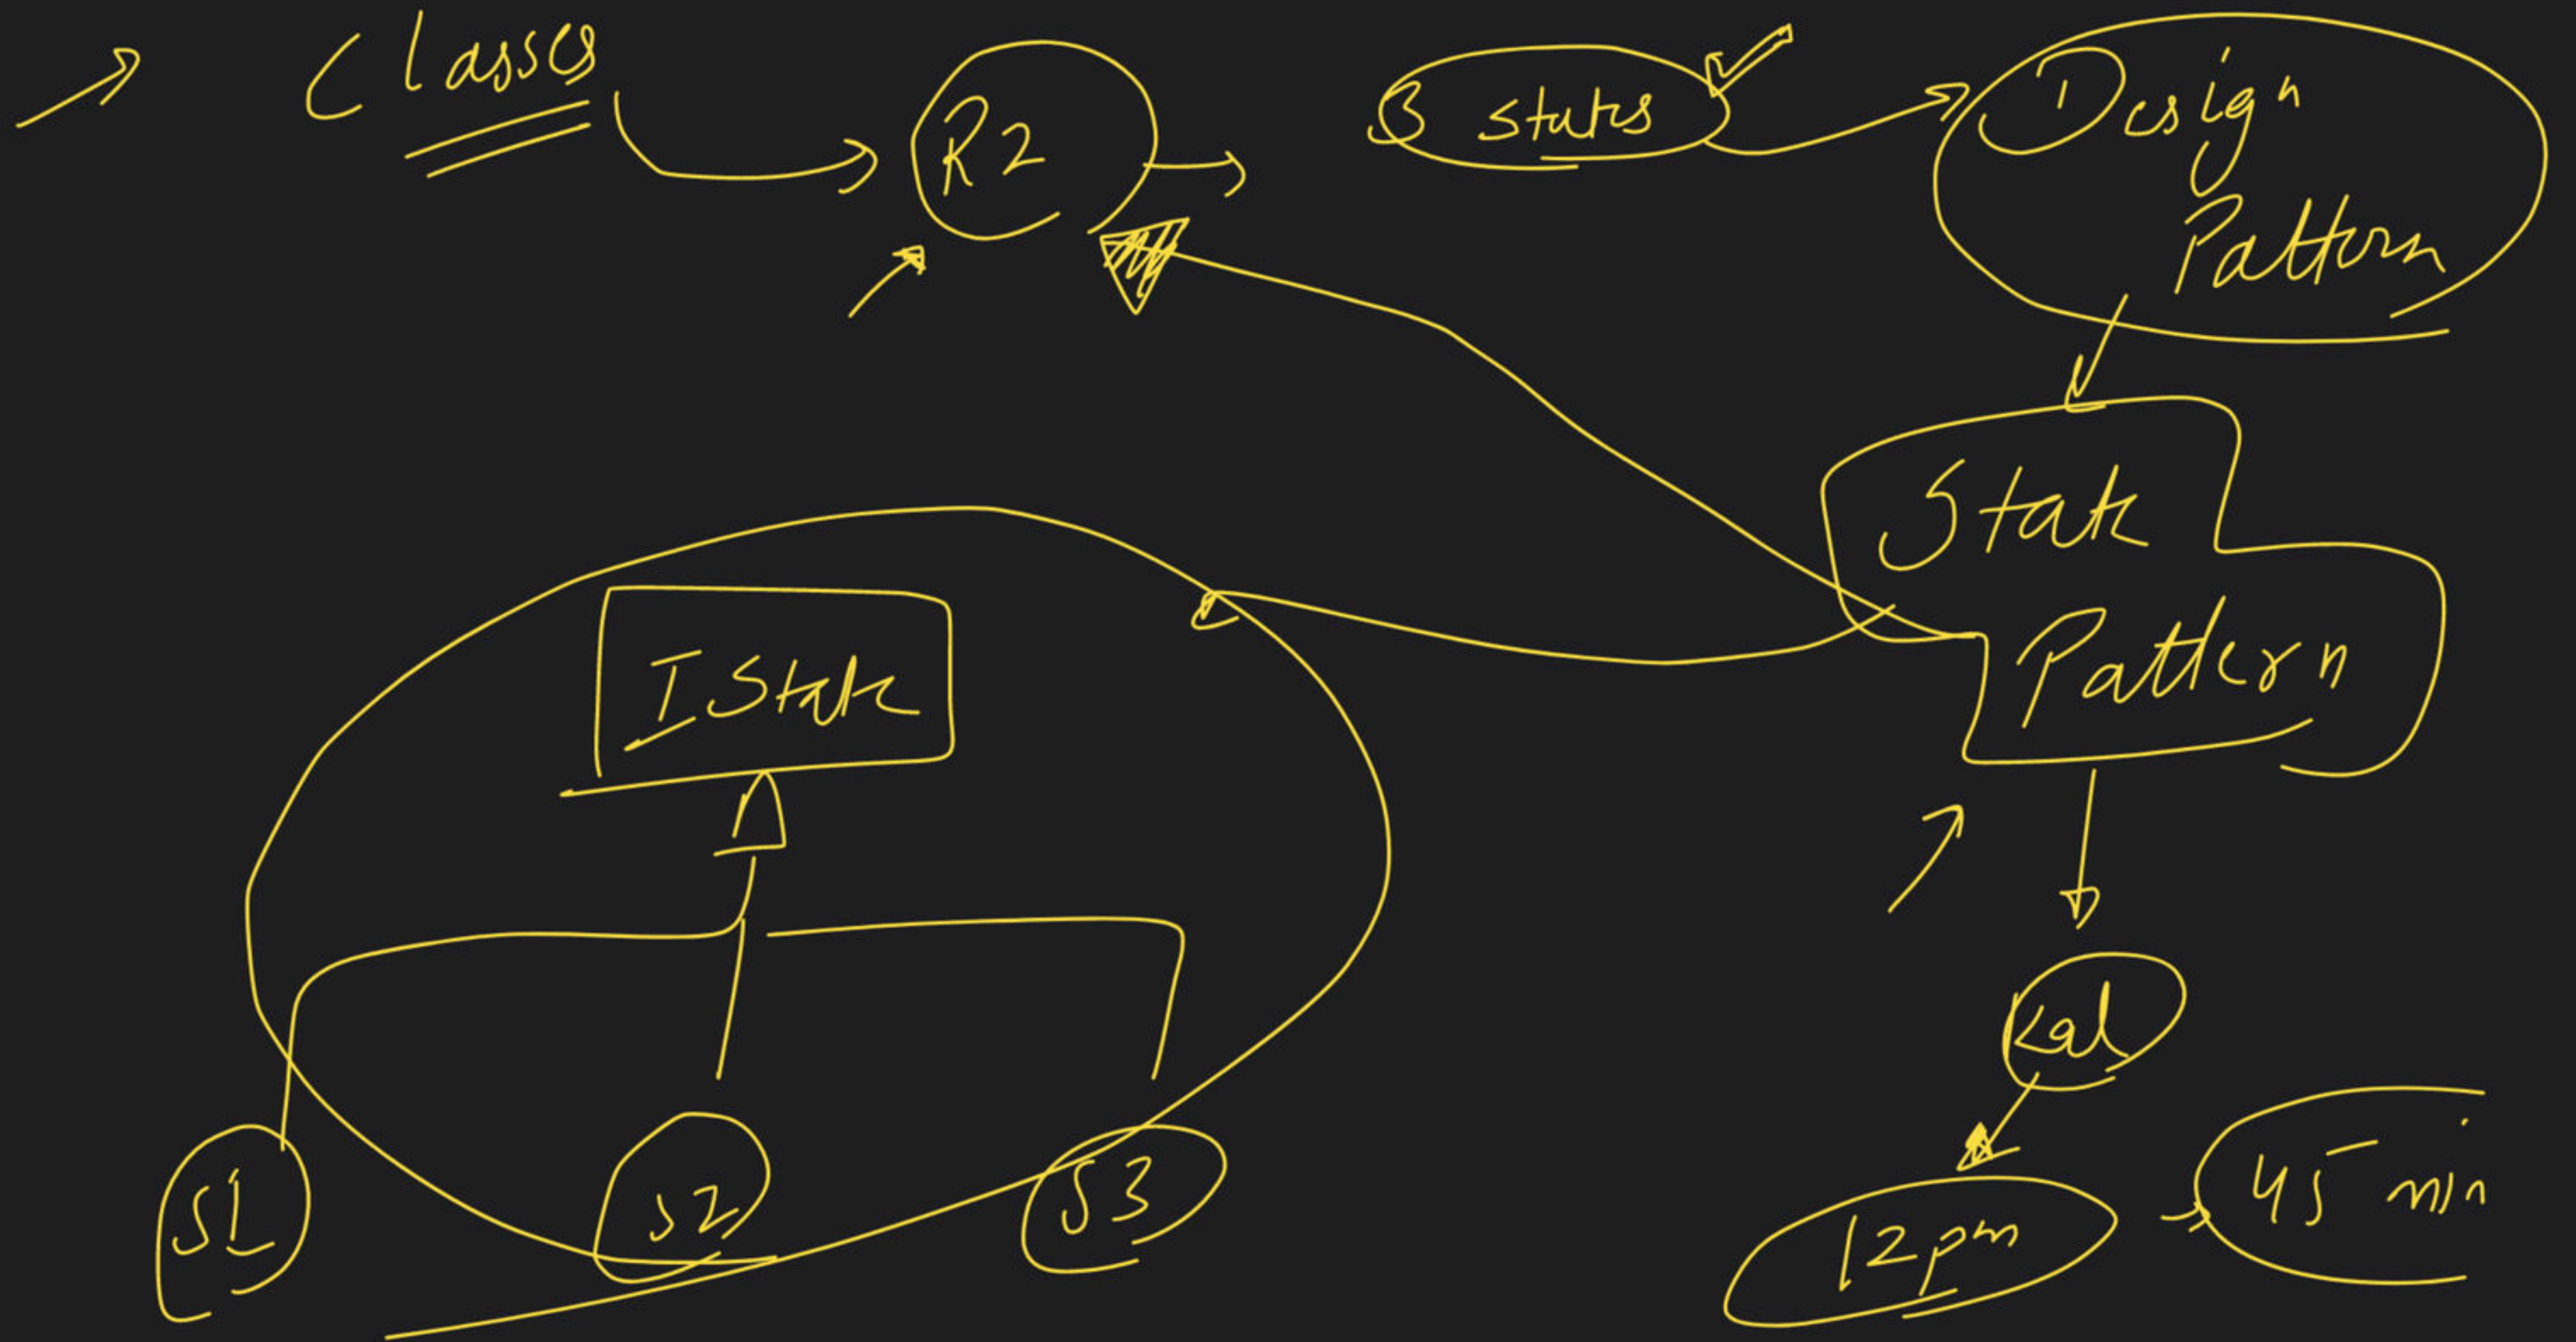 Classes
R2
3 states
Design
Pattern
State
Pattern
IState
S1
S2
S3
Kal
12pm
45 min